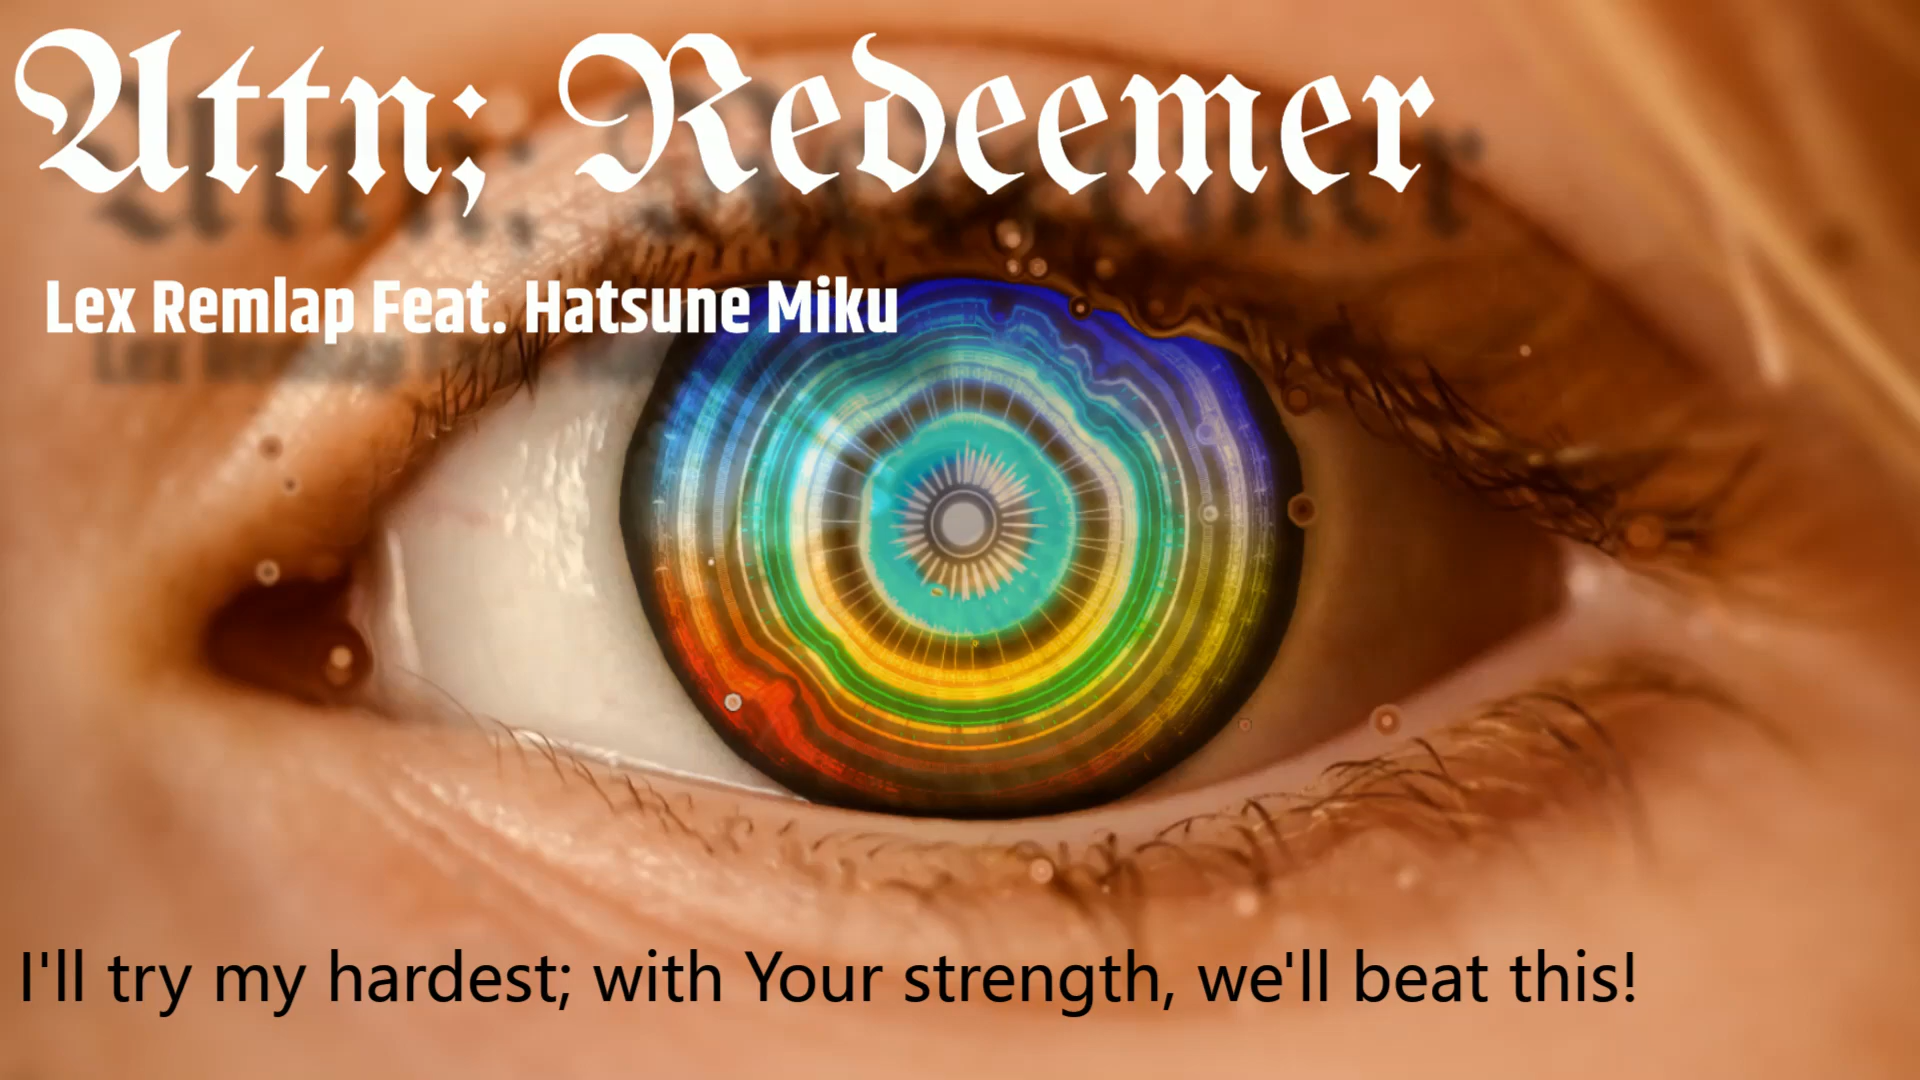 Attn; Redeemer
Lex Remlap Feat. Hatsune Miku
I'll try my hardest; with Your strength, we'll beat this!